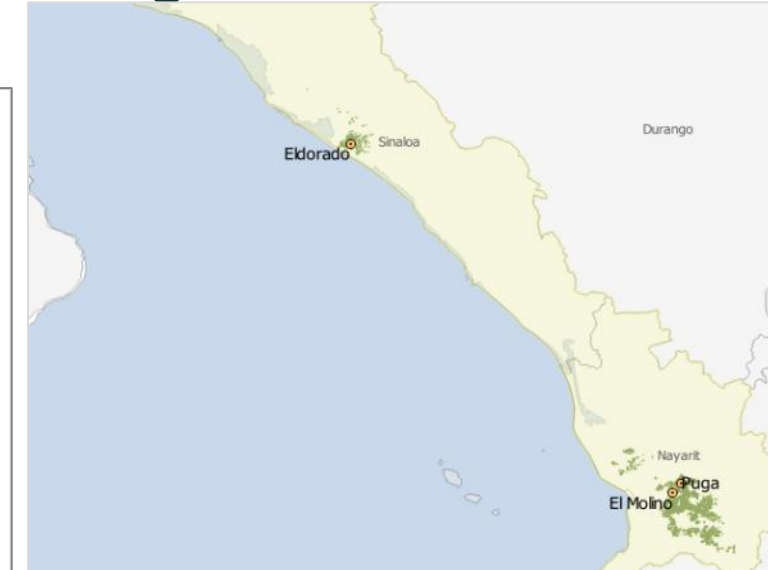 Durango
Sinaloa
Eldorado
Nayarit
Puga
El Molino